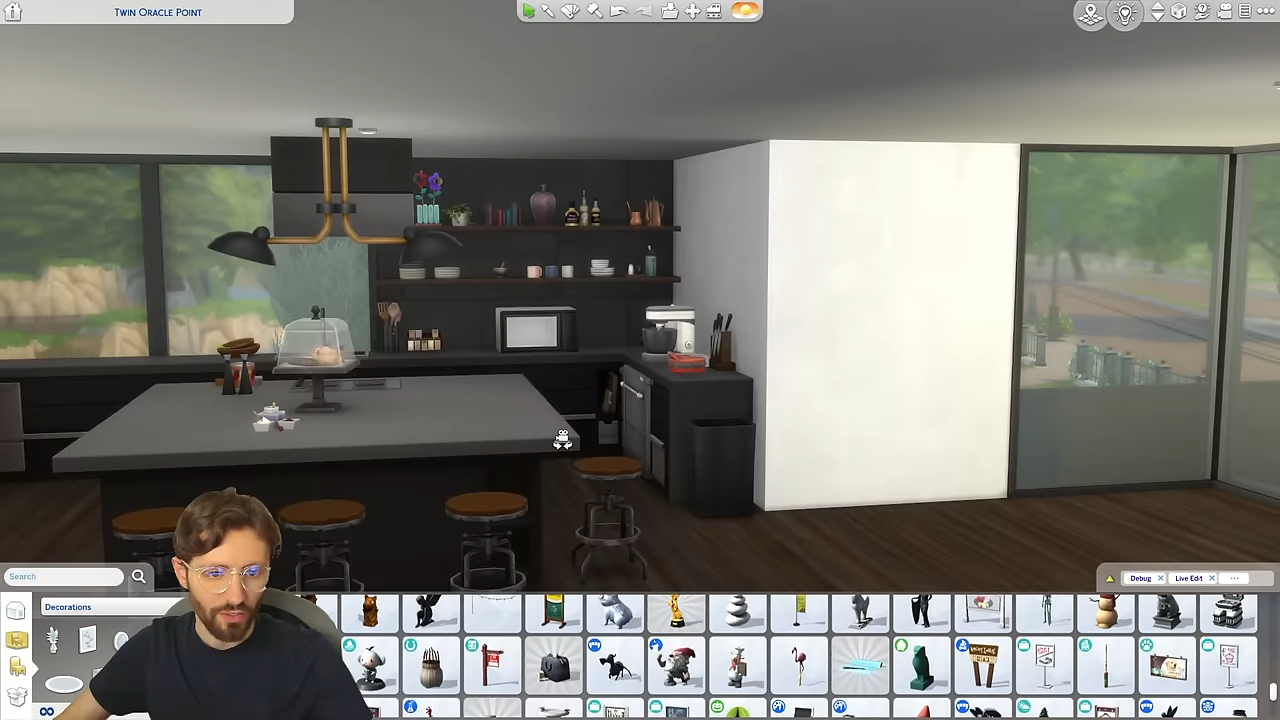 TWIN ORACLE POINT
Debug
Live Edit
Search
Decorations